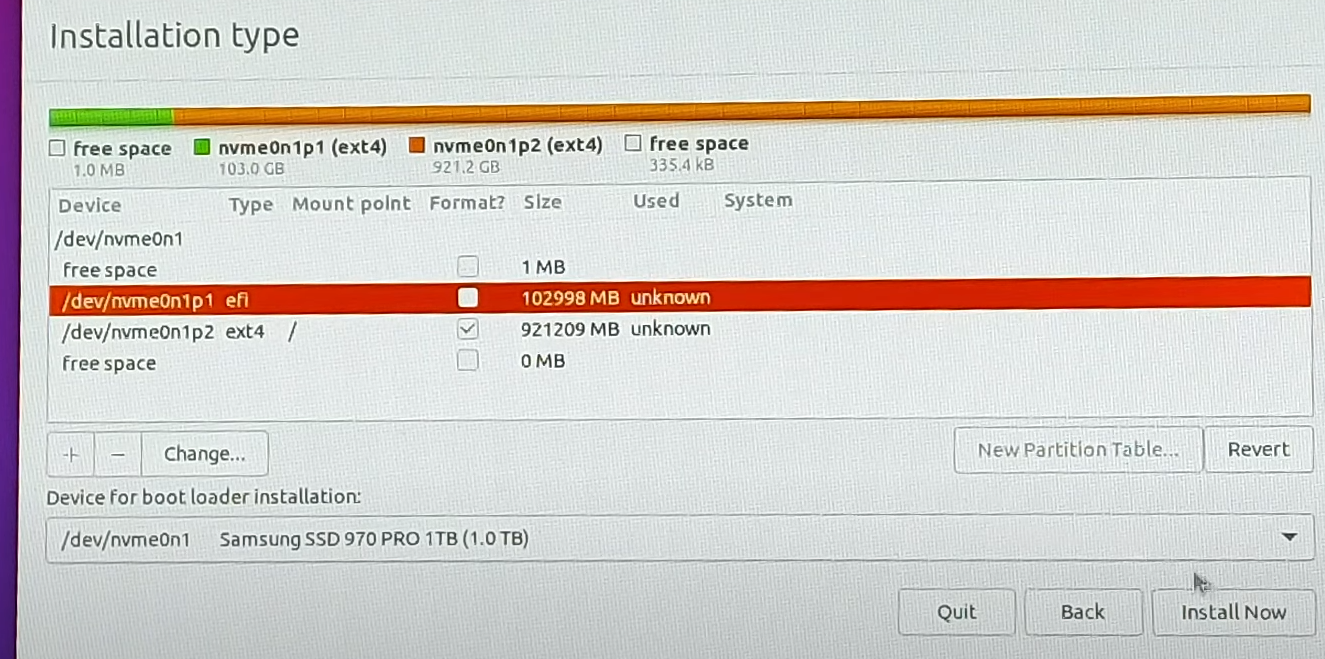 Installation type
free space nvme0n1p1 (ext4) nvme0n1p2 (ext4) free space
1.0 MB 103.0 GB 921.2 GB 335.4 kB
Device Type Mount point Format? Size Used System
/dev/nvme0n1
free space 1 MB
/dev/nvme0n1p1 efi 102998 MB unknown
/dev/nvme0n1p2 ext4 / 921209 MB unknown
free space 0 MB
+ − Change... New Partition Table... Revert
Device for boot loader installation:
/dev/nvme0n1 Samsung SSD 970 PRO 1TB (1.0 TB)
Quit Back Install Now